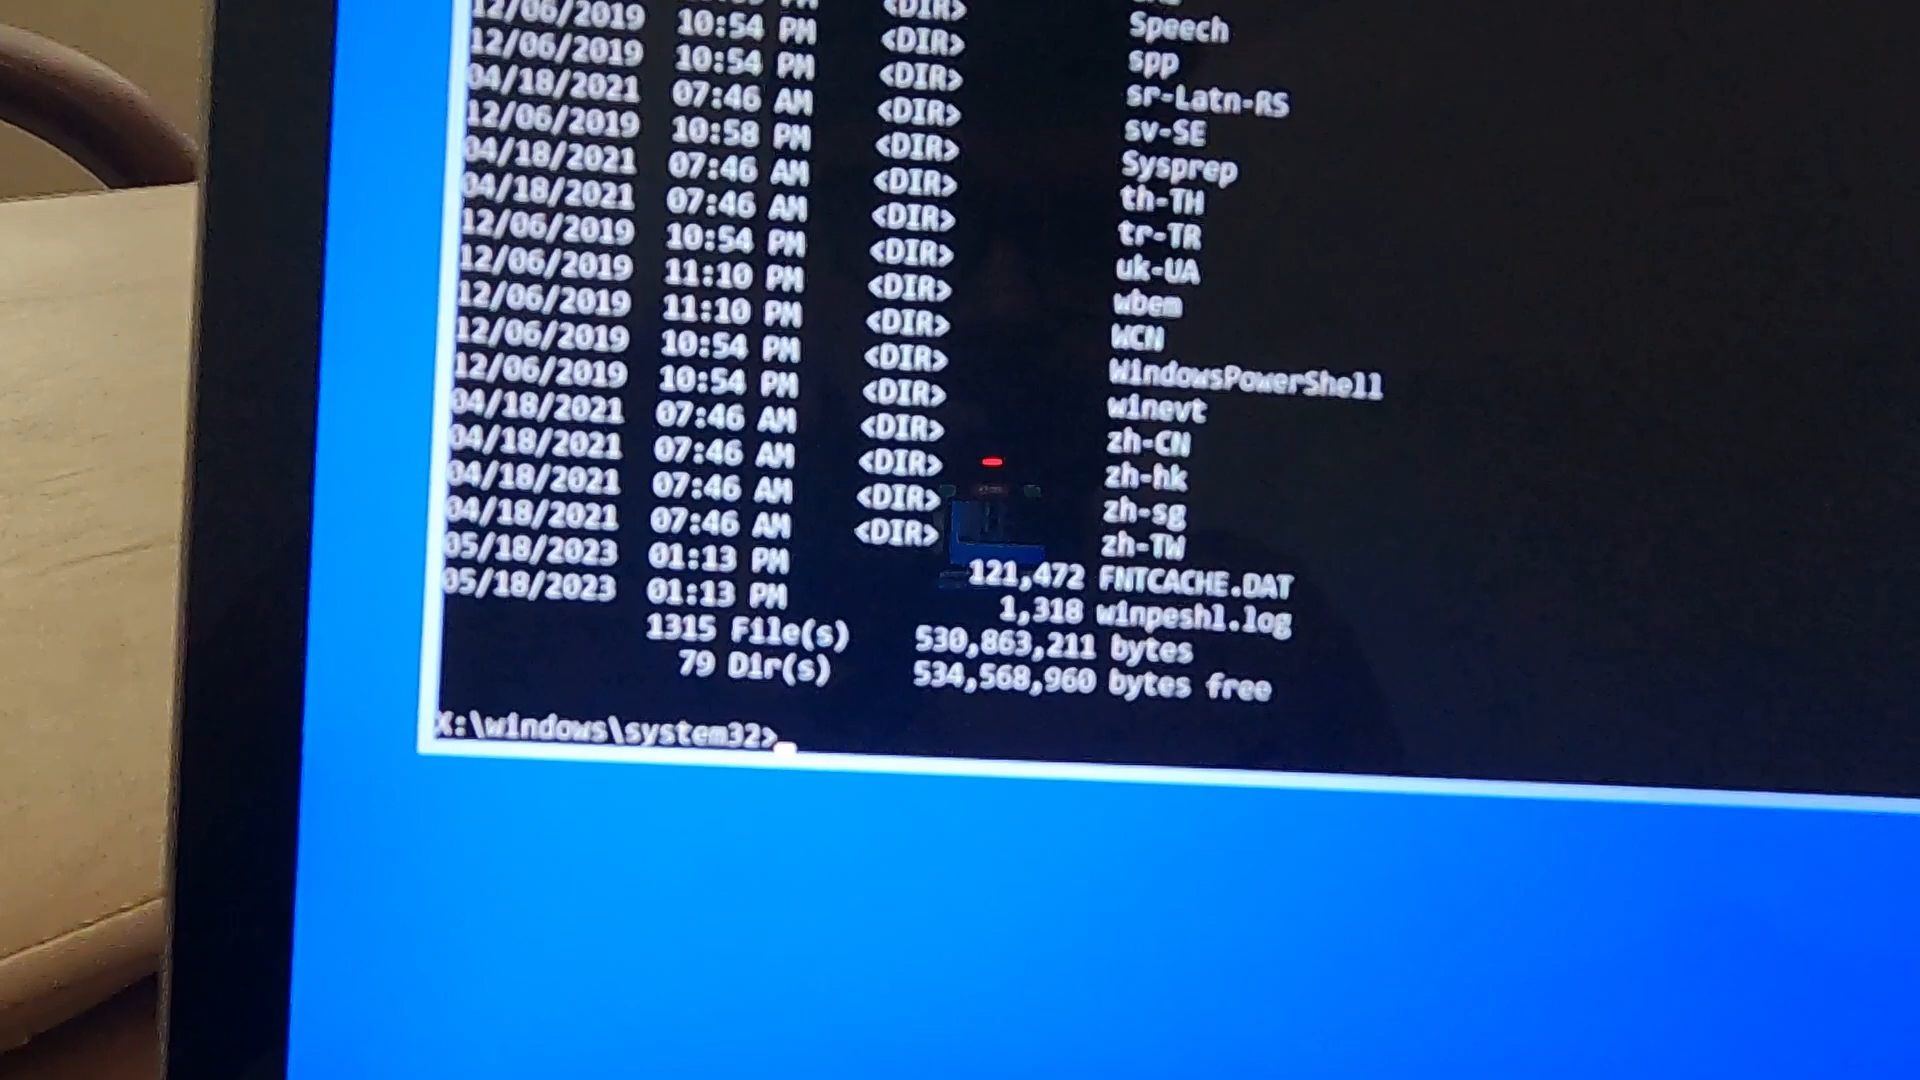 <DIR> Speech
12/06/2019 10:54 PM <DIR> spp
12/06/2019 10:54 PM <DIR> sr-Latn-RS
04/18/2021 07:46 AM <DIR> sv-SE
12/06/2019 10:58 PM <DIR> Sysprep
04/18/2021 07:46 AM <DIR> th-TH
04/18/2021 07:46 AM <DIR> tr-TR
12/06/2019 10:54 PM <DIR> uk-UA
12/06/2019 11:10 PM <DIR> wbem
12/06/2019 11:10 PM <DIR> WCN
12/06/2019 10:54 PM <DIR> WindowsPowerShell
12/06/2019 10:54 PM <DIR> winevt
04/18/2021 07:46 AM <DIR> zh-CN
04/18/2021 07:46 AM <DIR> zh-hk
04/18/2021 07:46 AM <DIR> zh-sg
04/18/2021 07:46 AM <DIR> zh-TW
05/18/2023 01:13 PM 121,472 FNTCACHE.DAT
05/18/2023 01:13 PM 1,318 winpeshl.log
1315 File(s) 530,863,211 bytes
79 Dir(s) 534,568,960 bytes free
X:\windows\system32>